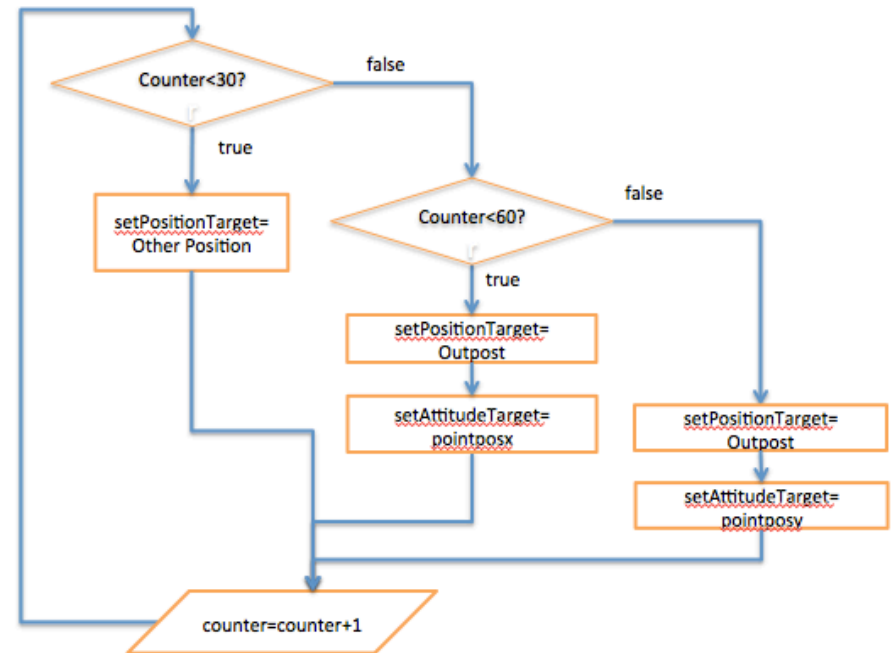 Counter<30?
false
true
setPositionTarget=
Other Position
Counter<60?
false
true
setPositionTarget=
Outpost
setAttitudeTarget=
pointposx
setPositionTarget=
Outpost
setAttitudeTarget=
pointposy
counter=counter+1